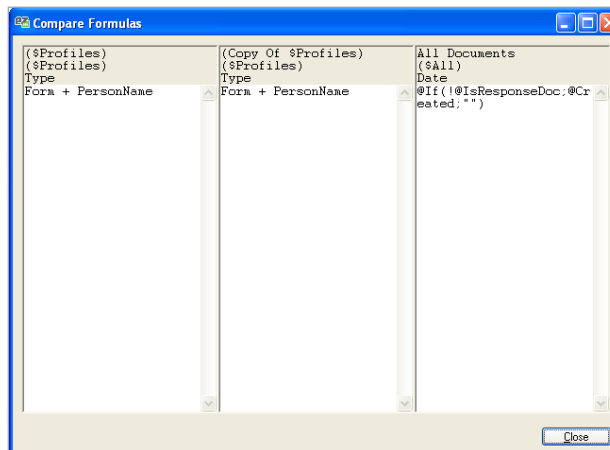 Compare Formulas
($Profiles)
($Profiles)
Type
Form + PersonName
(Copy Of $Profiles)
($Profiles)
Type
Form + PersonName
All Documents
($All)
Date
@If(!@IsResponseDoc;@Cr
eated;"")
Close